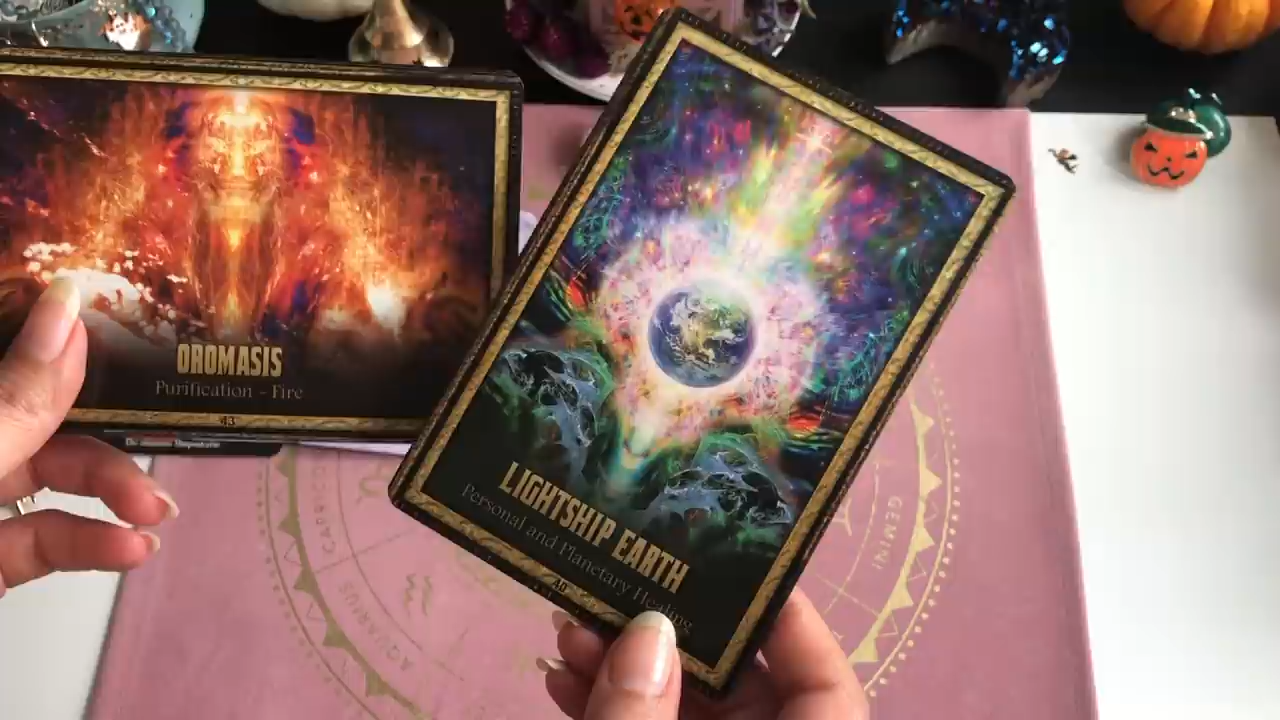 OROMASIS
Purification - Fire
43
LIGHTSHIP EARTH
Personal and Planetary Healing
40
GEMINI
AQUARIUS